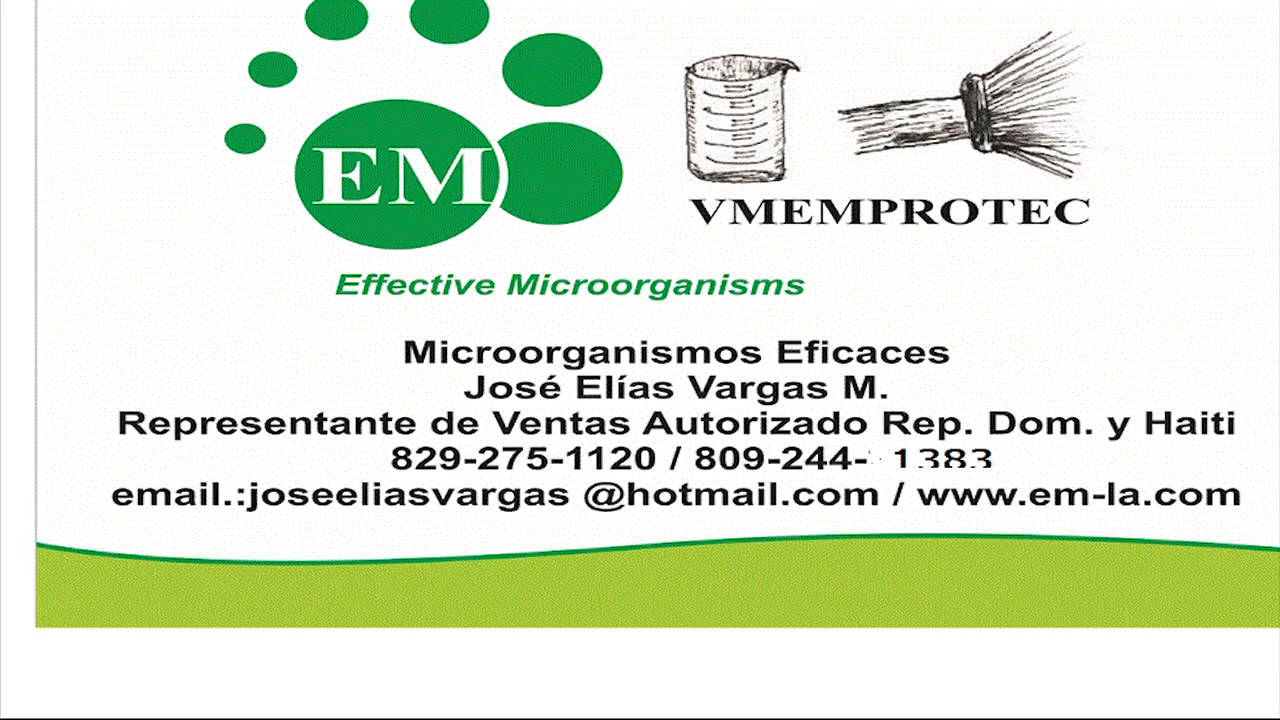 EM
VMEMPROTEC
Effective Microorganisms
Microorganismos Eficaces
José Elías Vargas M.
Representante de Ventas Autorizado Rep. Dom. y Haiti
829-275-1120 / 809-244- 1383
email.:joseeliasvargas @hotmail.com / www.em-la.com